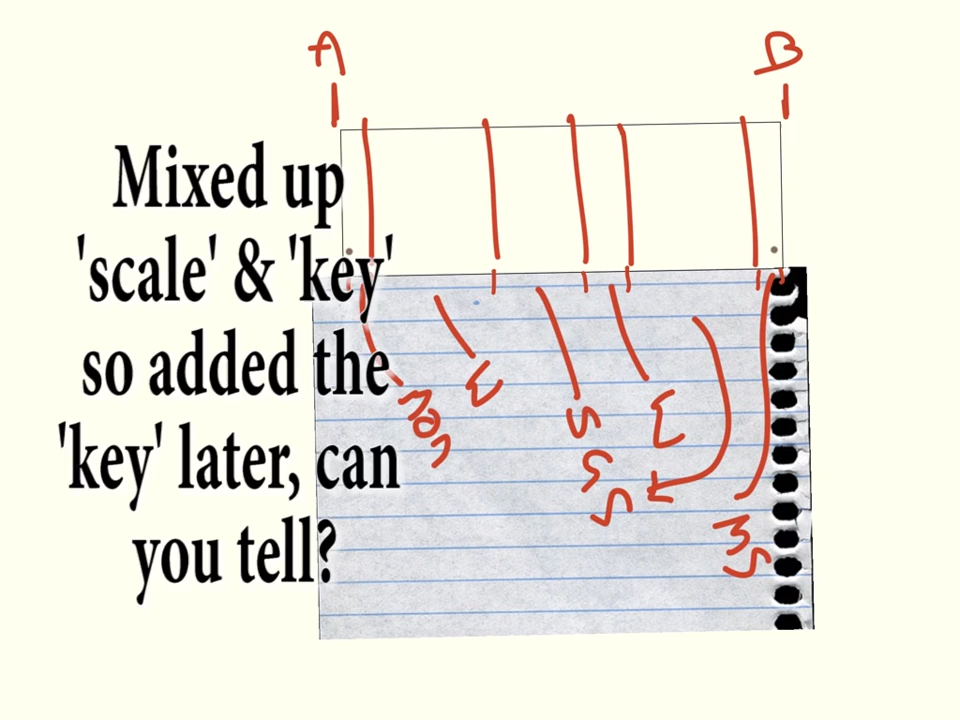 A B
Mixed up
'scale' & 'key'
so added the
'key' later, can
you tell?